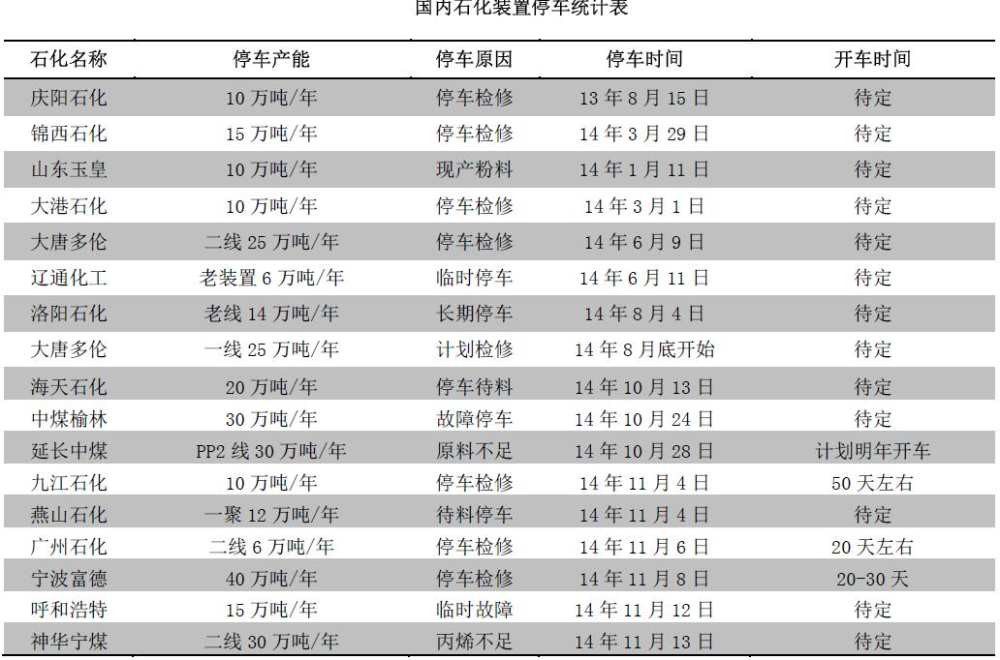 国内石化装置停车统计表
石化名称 停车产能 停车原因 停车时间 开车时间
庆阳石化 10 万吨/年 停车检修 13 年 8 月 15 日 待定
锦西石化 15 万吨/年 停车检修 14 年 3 月 29 日 待定
山东玉皇 10 万吨/年 现产粉料 14 年 1 月 11 日 待定
大港石化 10 万吨/年 停车检修 14 年 3 月 1 日 待定
大唐多伦 二线 25 万吨/年 停车检修 14 年 6 月 9 日 待定
辽通化工 老装置 6 万吨/年 临时停车 14 年 6 月 11 日 待定
洛阳石化 老线 14 万吨/年 长期停车 14 年 8 月 4 日 待定
大唐多伦 一线 25 万吨/年 计划检修 14 年 8 月底开始 待定
海天石化 20 万吨/年 停车待料 14 年 10 月 13 日 待定
中煤榆林 30 万吨/年 故障停车 14 年 10 月 24 日 待定
延长中煤 PP2 线 30 万吨/年 原料不足 14 年 10 月 28 日 计划明年开车
九江石化 10 万吨/年 停车检修 14 年 11 月 4 日 50 天左右
燕山石化 一聚 12 万吨/年 待料停车 14 年 11 月 4 日 待定
广州石化 二线 6 万吨/年 停车检修 14 年 11 月 6 日 20 天左右
宁波富德 40 万吨/年 停车检修 14 年 11 月 8 日 20-30 天
呼和浩特 15 万吨/年 临时故障 14 年 11 月 12 日 待定
神华宁煤 二线 30 万吨/年 丙烯不足 14 年 11 月 13 日 待定